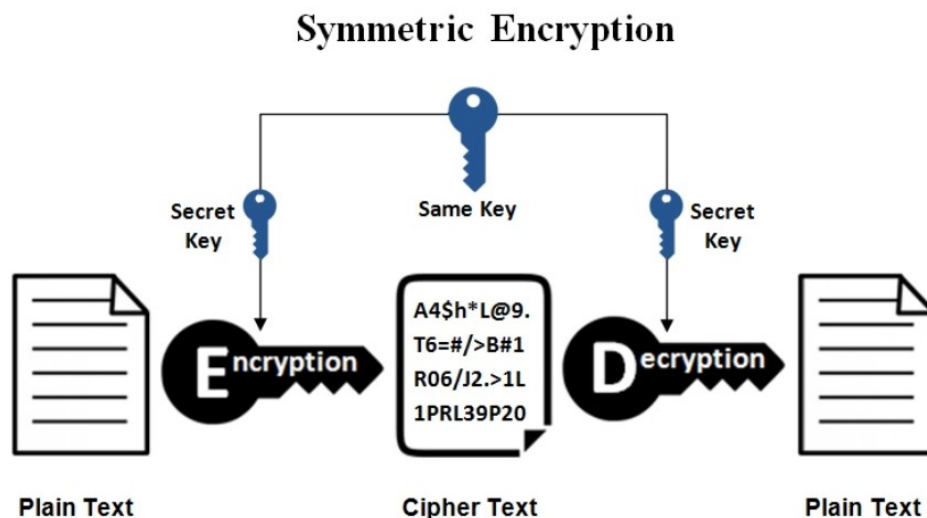 Symmetric Encryption
Secret
Key
Same Key
Secret
Key
Encryption
A4$h*L@9.
T6=#/>B#1
R06/J2.>1L
1PRL39P20
Decryption
Plain Text
Cipher Text
Plain Text